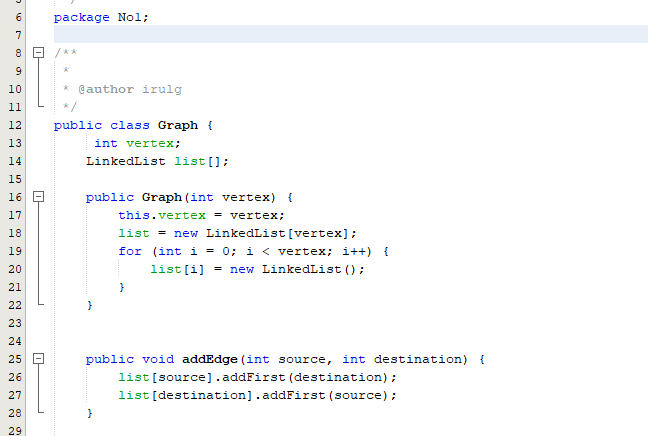 6 package No1;
7
8 /**
9 *
10 * @author irulg
11 */
12 public class Graph {
13 int vertex;
14 LinkedList list[];
15
16 public Graph(int vertex) {
17 this.vertex = vertex;
18 list = new LinkedList[vertex];
19 for (int i = 0; i < vertex; i++) {
20 list[i] = new LinkedList();
21 }
22 }
23
24
25 public void addEdge(int source, int destination) {
26 list[source].addFirst(destination);
27 list[destination].addFirst(source);
28 }
29